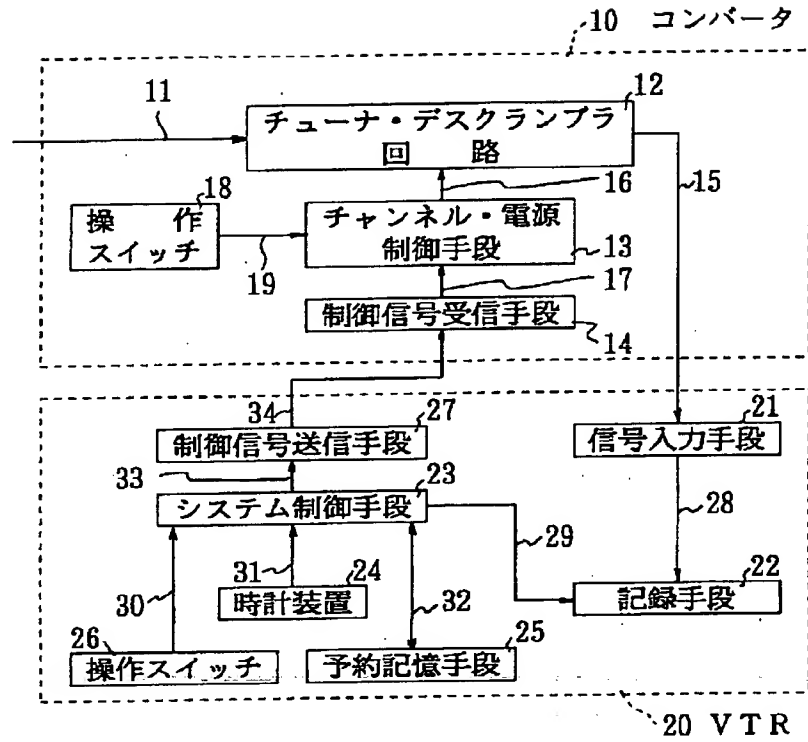 10 コンバータ
11
12
チューナ・デスクランプラ
回 路
16
15
18
操 作
スイッチ
19
チャンネル・電源
制御手段
13
17
制御信号受信手段
14
34
27
制御信号送信手段
21
信号入力手段
33
23
システム制御手段
28
29
30
31
24
時計装置
32
22
記録手段
26
操作スイッチ
25
予約記憶手段
20 VTR